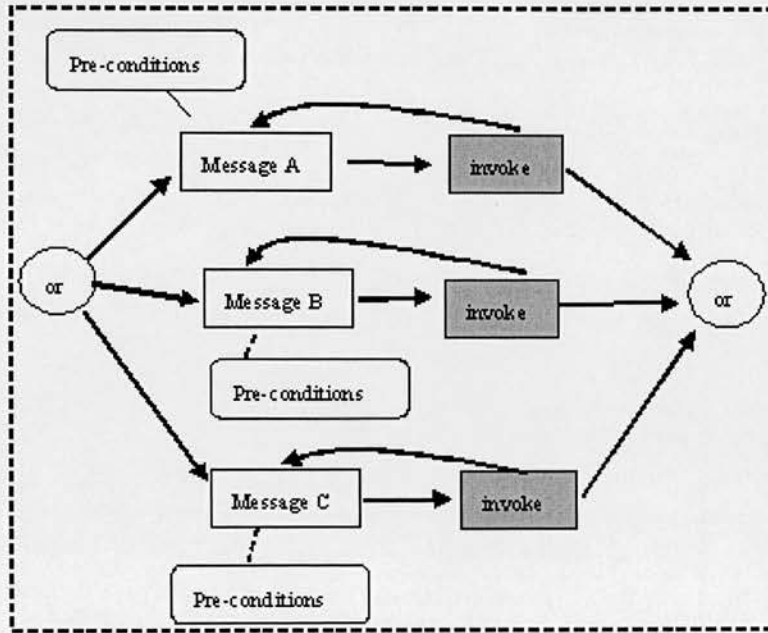 Pre-conditions
Message A
invoke
or
Message B
invoke
or
Pre-conditions
Message C
invoke
Pre-conditions